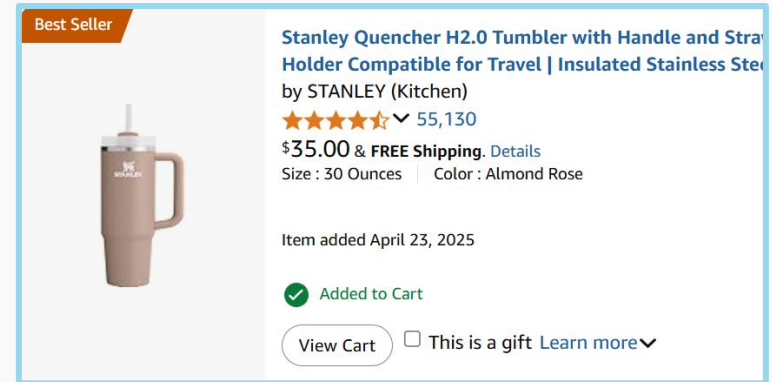 Best Seller
Stanley Quencher H2.0 Tumbler with Handle and
Holder Compatible for Travel | Insulated Stainless
by STANLEY (Kitchen)
55,130
$35.00 & FREE Shipping. Details
Size : 30 Ounces Color : Almond Rose
STANLEY
Item added April 23, 2025
Added to Cart
View Cart This is a gift Learn more